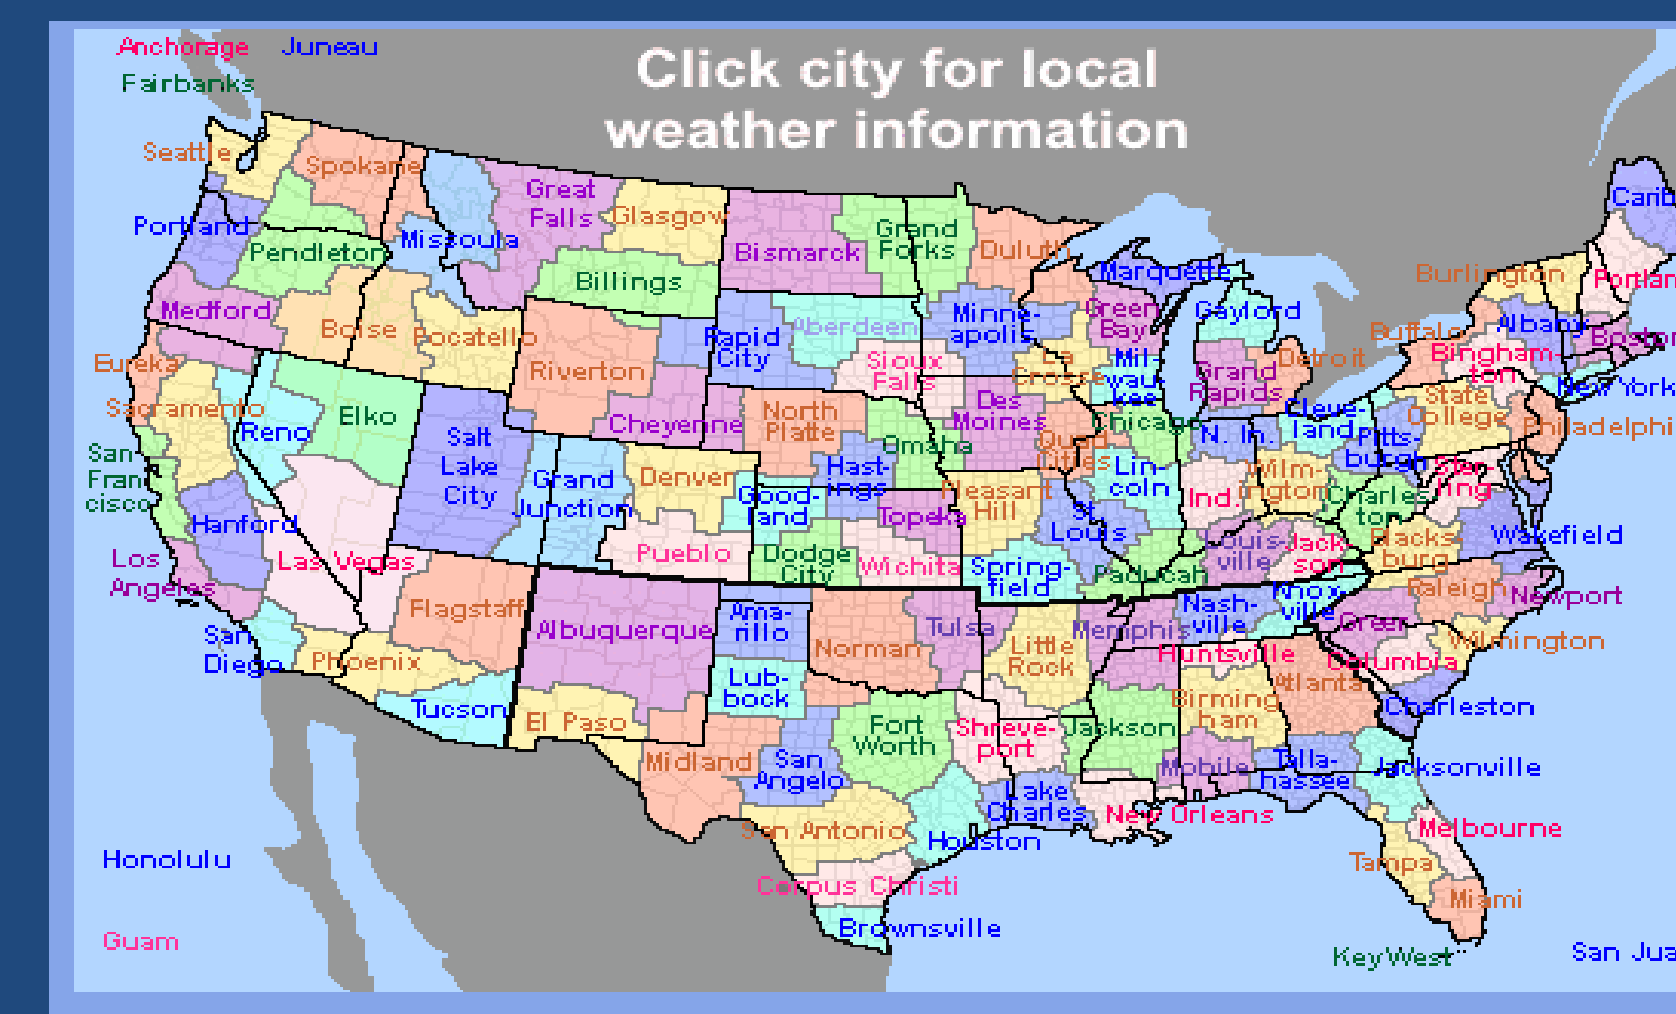 Click city for local
weather information
Anchorage
Juneau
Fairbanks
Seattle
Spokane
Great
Falls
Glasgow
Portland
Missoula
Pendleton
Billings
Bismarck
Grand
Forks
Duluth
Marquette
Carib
Burlington
Portlan
Medford
Boise
Pocatello
Rapid
City
Aberdeen
Minne-
apolis
Green
Bay
Gaylord
Buffalo
Albany
Boston
Eureka
Riverton
Sioux
Falls
La
Crosse
Mil-
wau-
kee
Grand
Rapids
Detroit
Bingham-
ton
New York
Sacramento
Reno
Elko
Salt
Lake
City
Cheyenne
North
Platte
Omaha
Des
Moines
Quad
Cities
Chicago
N. In.
Cleve-
land
Pitts-
burgh
State
College
Philadelphi
San
Fran
cisco
Hanford
Grand
Junction
Denver
Good-
land
Hast-
ings
Topeka
Pleasant
Hill
Lin-
coln
St.
Louis
Ind.
Wilm-
ington
Charles
ton
Ster-
ling
Wakefield
Los
Angeles
Las Vegas
Pueblo
Dodge
City
Wichita
Spring-
field
Paducah
Louis-
ville
Jack
son
Blacks-
burg
Raleigh
Newport
San
Diego
Flagstaff
Albuquerque
Ama-
rillo
Norman
Tulsa
Little
Rock
Memphis
Nash-
ville
Knox-
ville
Greer
Wilmington
Phoenix
Tucson
El Paso
Lub-
bock
Huntsville
Columbia
Birming
ham
Atlanta
Charleston
Midland
San
Angelo
Fort
Worth
Shreve-
port
Jackson
Mobile
Talla-
hassee
Jacksonville
San Antonio
Houston
Lake
Charles
New Orleans
Melbourne
Tampa
Miami
Honolulu
Corpus Christi
Brownsville
Guam
Key West
San Jua